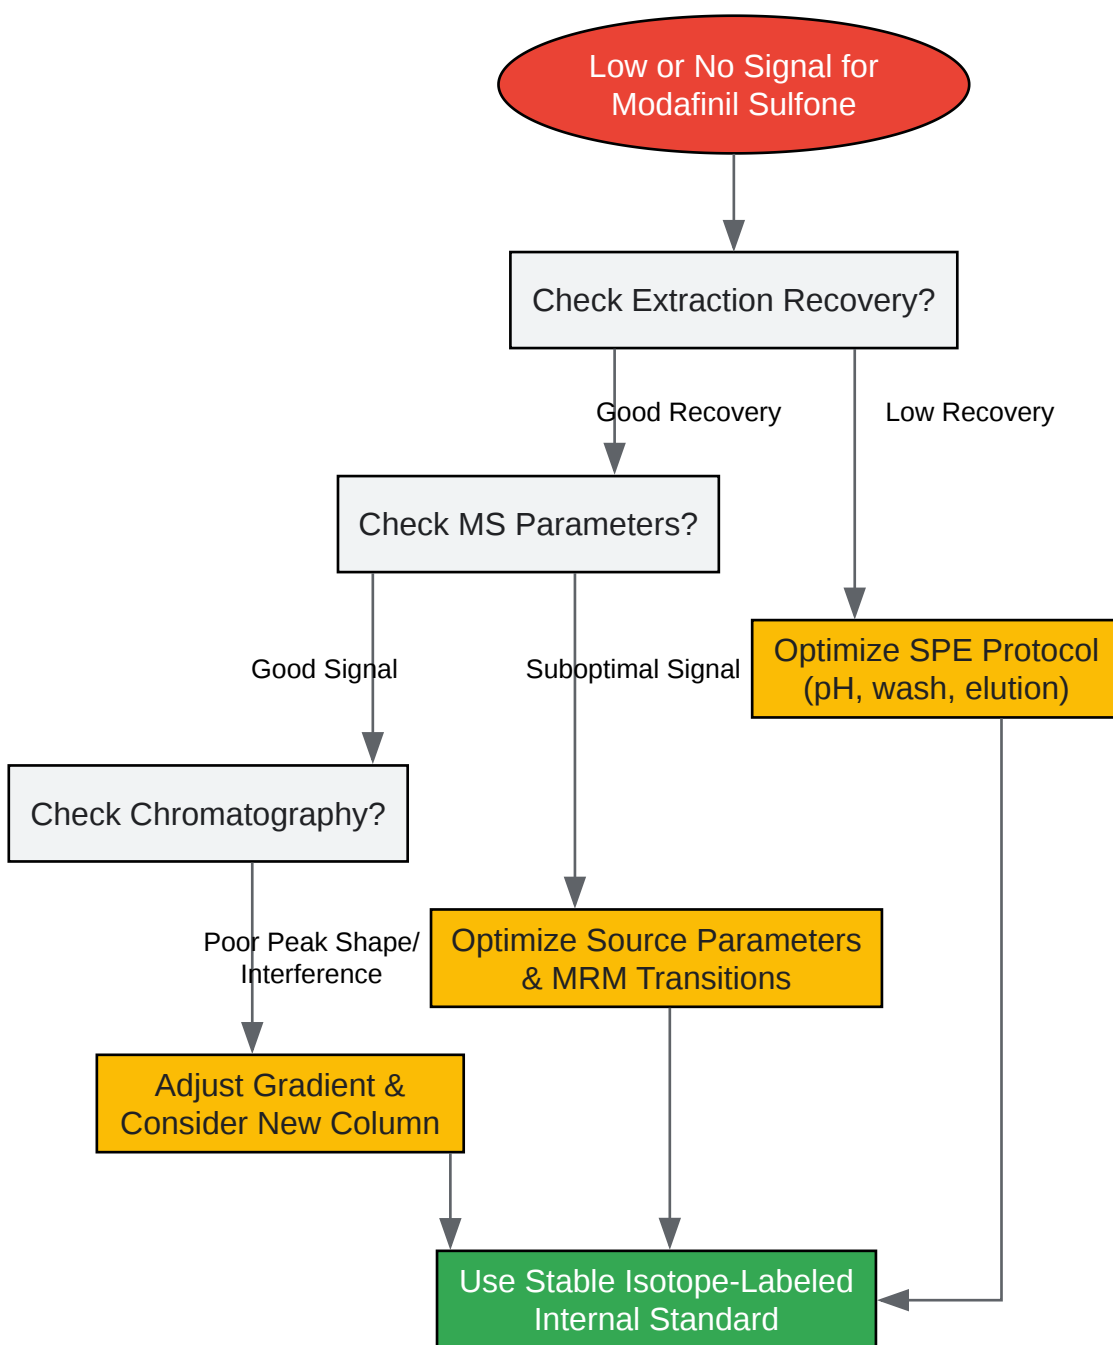 Low or No Signal for
Modafinil Sulfone
Check Extraction Recovery?
Good Recovery
Low Recovery
Check MS Parameters?
Good Signal
Suboptimal Signal
Optimize SPE Protocol
(pH, wash, elution)
Check Chromatography?
Poor Peak Shape/
Interference
Optimize Source Parameters
& MRM Transitions
Adjust Gradient &
Consider New Column
Use Stable Isotope-Labeled
Internal Standard